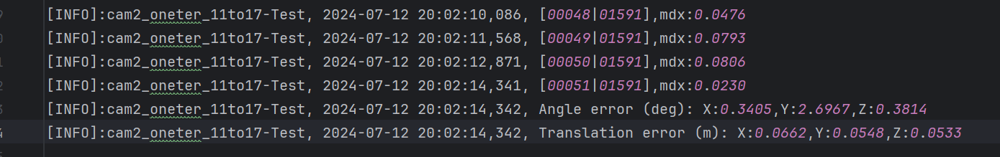 [INFO]:cam2_oneter_11to17-Test, 2024-07-12 20:02:10,086, [00048|01591],mdx:0.0476
[INFO]:cam2_oneter_11to17-Test, 2024-07-12 20:02:11,568, [00049|01591],mdx:0.0793
[INFO]:cam2_oneter_11to17-Test, 2024-07-12 20:02:12,871, [00050|01591],mdx:0.0806
[INFO]:cam2_oneter_11to17-Test, 2024-07-12 20:02:14,341, [00051|01591],mdx:0.0230
[INFO]:cam2_oneter_11to17-Test, 2024-07-12 20:02:14,342, Angle error (deg): X:0.3405,Y:2.6967,Z:0.3814
[INFO]:cam2_oneter_11to17-Test, 2024-07-12 20:02:14,342, Translation error (m): X:0.0662,Y:0.0548,Z:0.0533